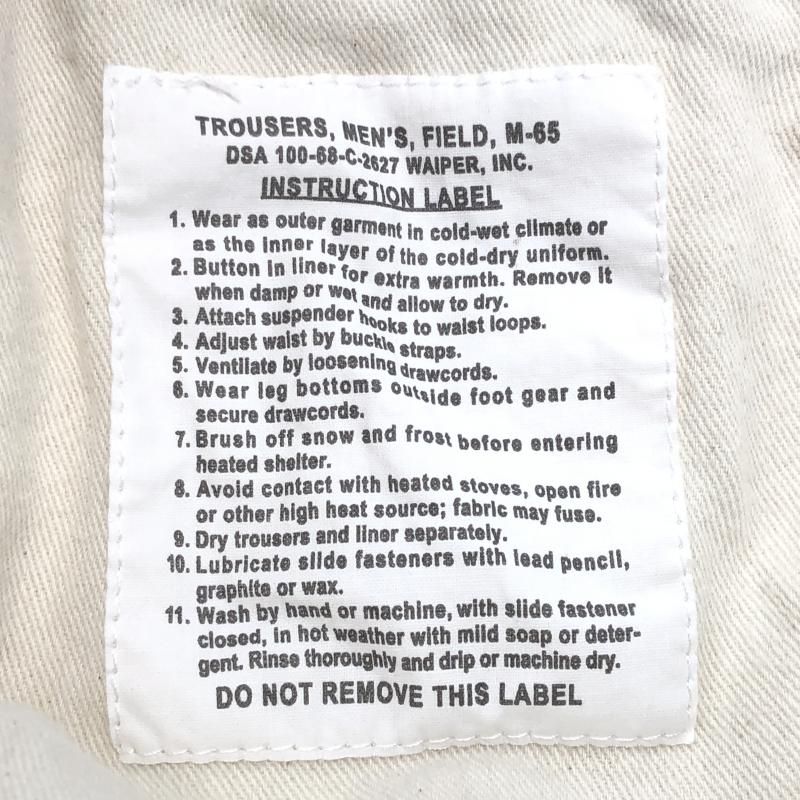 TROUSERS, MEN'S, FIELD, M-65
DSA 100-68-C-2627 WAIPER, INC.
INSTRUCTION LABEL
1. Wear as outer garment in cold-wet climate or
as the inner layer of the cold-dry uniform.
2. Button in liner for extra warmth. Remove it
when damp or wet and allow to dry.
3. Attach suspender hooks to waist loops.
4. Adjust waist by buckle straps.
5. Ventilate by loosening drawcords.
6. Wear leg bottoms outside foot gear and
secure drawcords.
7. Brush off snow and frost before entering
heated shelter.
8. Avoid contact with heated stoves, open fire
or other high heat source; fabric may fuse.
9. Dry trousers and liner separately.
10. Lubricate slide fasteners with lead pencil,
graphite or wax.
11. Wash by hand or machine, with slide fastener
closed, in hot weather with mild soap or deter-
gent. Rinse thoroughly and drip or machine dry.
DO NOT REMOVE THIS LABEL